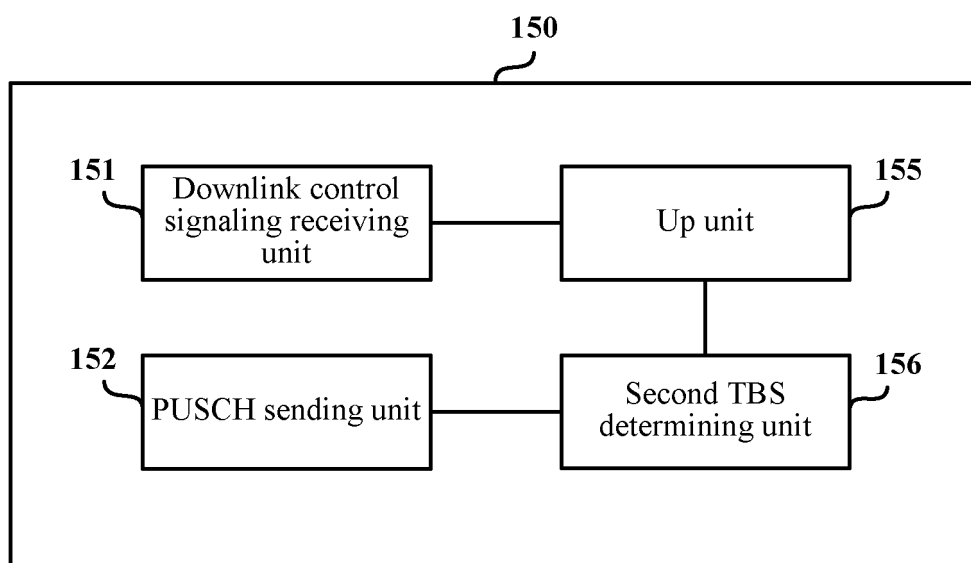 150
151
Downlink control
signaling receiving
unit
155
Up unit
152
PUSCH sending unit
156
Second TBS
determining unit